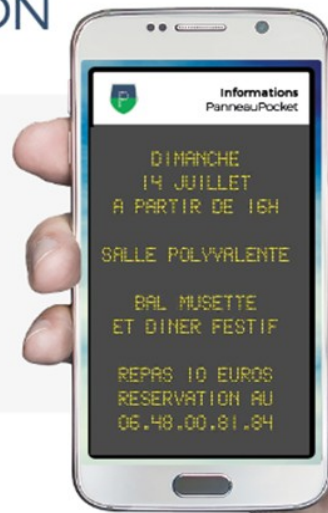 ON
P
Informations
PanneauPocket
DIMANCHE
14 JUILLET
A PARTIR DE 16H
SALLE POLYVALENTE
BAL MUSETTE
ET DINER FESTIF
REPAS 10 EUROS
RESERVATION AU
06.48.00.81.84